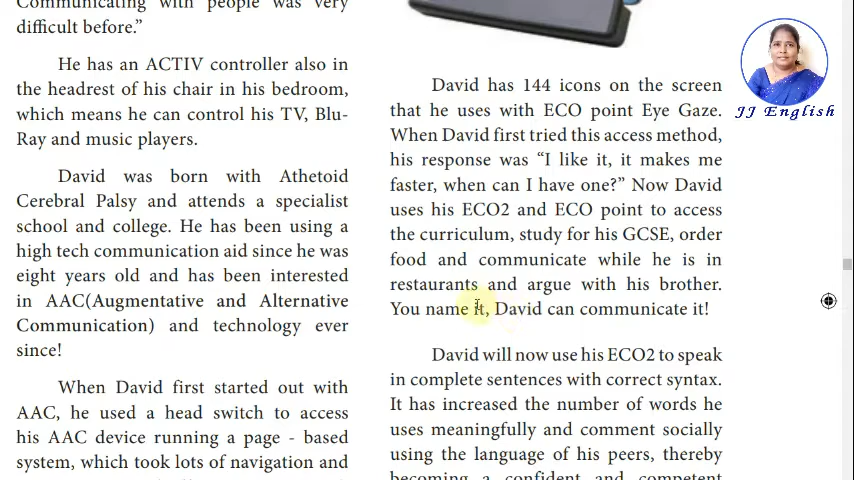 Communicating with people was very
difficult before."
He has an ACTIV controller also in
the headrest of his chair in his bedroom,
which means he can control his TV, Blu-
Ray and music players.
David was born with Athetoid
Cerebral Palsy and attends a specialist
school and college. He has been using a
high tech communication aid since he was
eight years old and has been interested
in AAC(Augmentative and Alternative
Communication) and technology ever
since!
When David first started out with
AAC, he used a head switch to access
his AAC device running a page - based
system, which took lots of navigation and
David has 144 icons on the screen
that he uses with ECO point Eye Gaze.
When David first tried this access method,
his response was “I like it, it makes me
faster, when can I have one?” Now David
uses his ECO2 and ECO point to access
the curriculum, study for his GCSE, order
food and communicate while he is in
restaurants and argue with his brother.
You name it, David can communicate it!
David will now use his ECO2 to speak
in complete sentences with correct syntax.
It has increased the number of words he
uses meaningfully and comment socially
using the language of his peers, thereby
becoming a confident and competent
JJ English